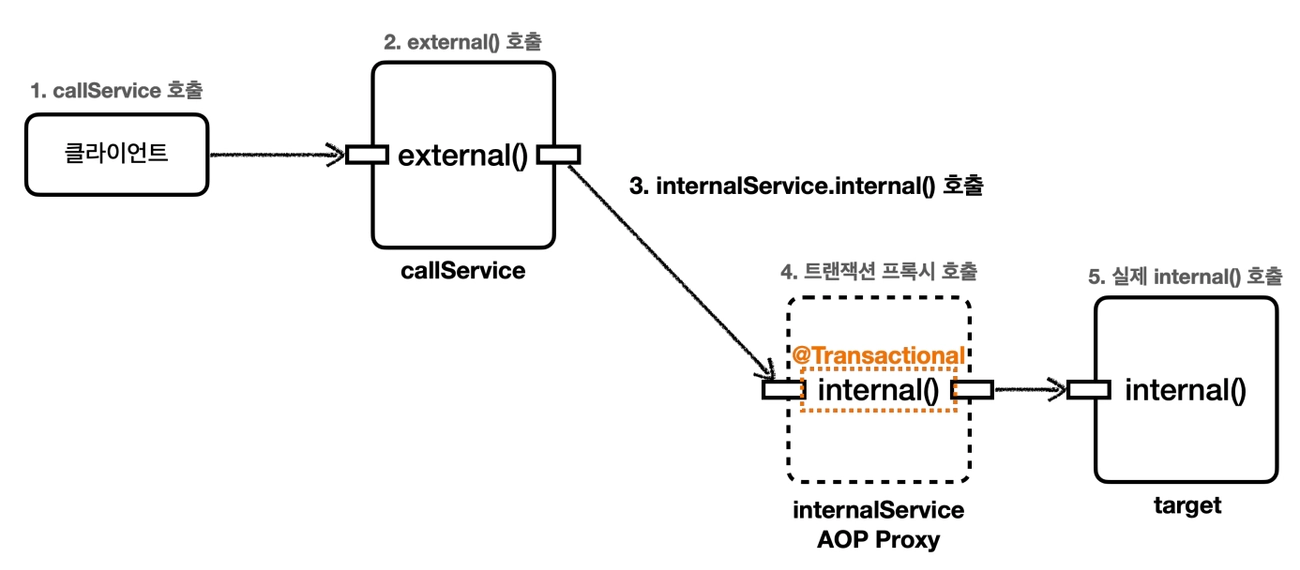 2. external() 호출
1. callService 호출
클라이언트
external()
3. internalService.internal() 호출
callService
4. 트랜잭션 프록시 호출
5. 실제 internal() 호출
@Transactional
internal()
internal()
internalService
AOP Proxy
target